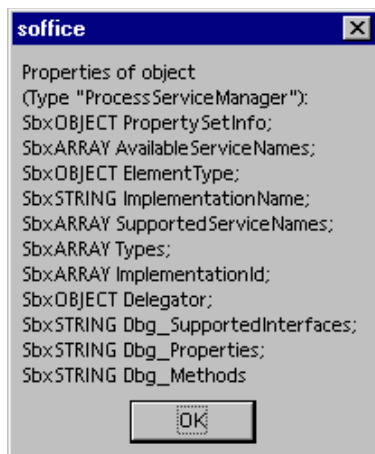 soffice
Properties of object
(Type "ProcessServiceManager"):
SbxOBJECT PropertySetInfo;
SbxARRAY AvailableServiceNames;
SbxOBJECT ElementType;
SbxSTRING ImplementationName;
SbxARRAY SupportedServiceNames;
SbxARRAY Types;
SbxARRAY ImplementationId;
SbxOBJECT Delegator;
SbxSTRING Dbg_SupportedInterfaces;
SbxSTRING Dbg_Properties;
SbxSTRING Dbg_Methods
OK